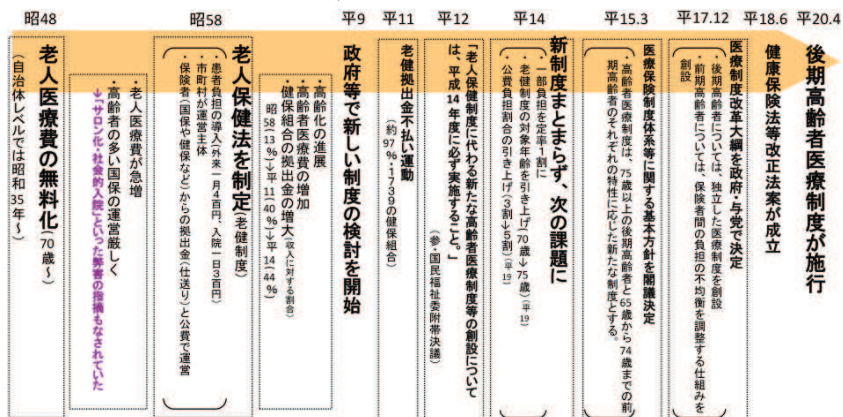 昭48
昭58
平9
平11
平12
平14
平15.3
平17.12
平18.6
平20.4
老人医療費の無料化(70歳～)
(自治体レベルでは昭和35年～)
・老人医療費が急増
・高齢者の多い国保の運営厳しく
→「サロン化・社会的入院」といった弊害の指摘もなされていた
老人保健法を制定(老健制度)
・患者負担の導入(外来一月4百円、入院一日3百円)
・市町村が運営主体
・保険者(国保や健保など)からの拠出金(仕送り)と公費で運営
・高齢化の進展
・高齢者医療費の増加
・健保組合の拠出金の増大(収入に対する割合)
昭58(13%)→平11(40%)→平14(44%)
政府等で新しい制度の検討を開始
老健拠出金不払い運動
(約97%・1739の健保組合)
「老人保健制度に代わる新たな高齢者医療制度等の創設について
は、平成14年度に必ず実施すること。」
(参・国民福祉委附帯決議)
新制度まとまらず、次の課題に
・一部負担を定率1割に
・老健制度の対象年齢を引き上げ(70歳→75歳)(平19)
・公費負担割合の引き上げ(3割→5割)(平19)
医療保険制度体系等に関する基本方針を閣議決定
・高齢者医療制度は、75歳以上の後期高齢者と65歳から74歳までの前
期高齢者のそれぞれの特性に応じた新たな制度とする。
医療制度改革大綱を政府・与党で決定
・後期高齢者については、独立した医療制度を創設
・前期高齢者については、保険者間の負担の不均衡を調整する仕組みを
創設
健康保険法等改正法案が成立
後期高齢者医療制度が施行